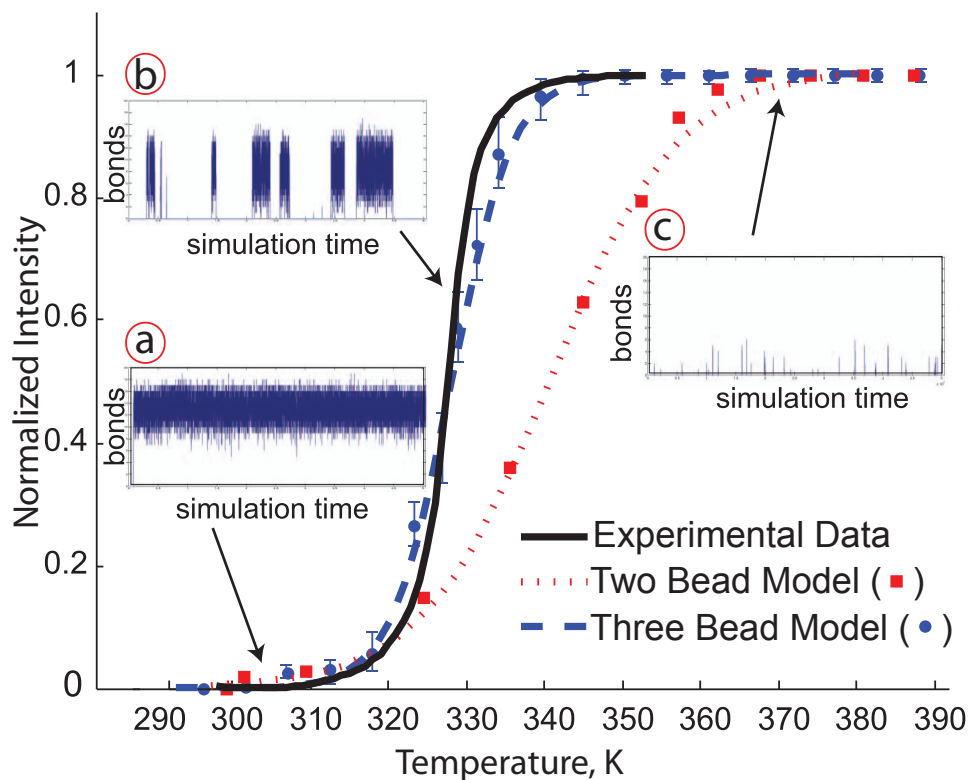 Normalized Intensity
1
0.8
0.6
0.4
0.2
0
b
bonds
simulation time
a
bonds
simulation time
c
bonds
simulation time
Experimental Data
Two Bead Model ( )
Three Bead Model ( )
290 300 310 320 330 340 350 360 370 380 390
Temperature, K